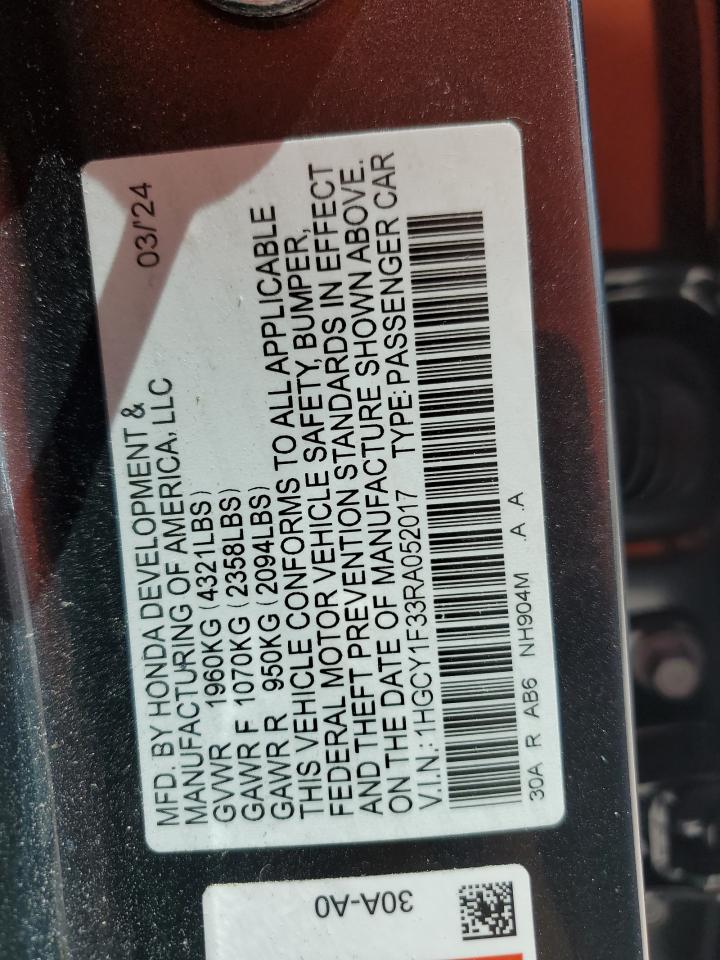 MFD. BY HONDA DEVELOPMENT &
MANUFACTURING OF AMERICA, LLC 03/'24
GVWR 1960KG (4321LBS)
GAWR F 1070KG (2358LBS)
GAWR R 950KG (2094LBS)
THIS VEHICLE CONFORMS TO ALL APPLICABLE
FEDERAL MOTOR VEHICLE SAFETY, BUMPER,
AND THEFT PREVENTION STANDARDS IN EFFECT
ON THE DATE OF MANUFACTURE SHOWN ABOVE.
V.I.N.: 1HGCY1F33RA052017 TYPE: PASSENGER CAR
30A R AB6 NH904M .A .A
30A-A0